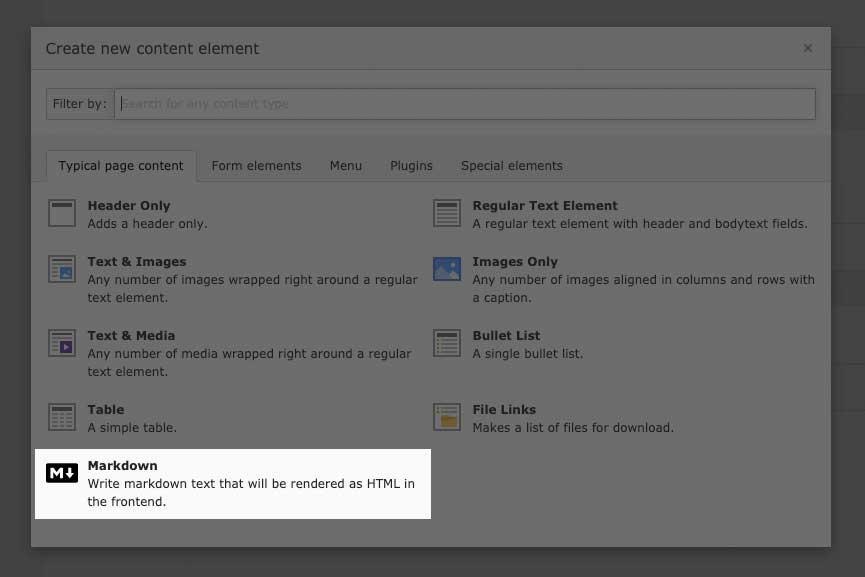 Create new content element
×
Filter by: Search for any content type
Typical page content Form elements Menu Plugins Special elements
Header Only
Adds a header only.
Regular Text Element
A regular text element with header and bodytext fields.
Text & Images
Any number of images wrapped right around a regular
text element.
Images Only
Any number of images aligned in columns and rows with
a caption.
Text & Media
Any number of media wrapped right around a regular
text element.
Bullet List
A single bullet list.
Table
A simple table.
File Links
Makes a list of files for download.
M
Markdown
Write markdown text that will be rendered as HTML in
the frontend.